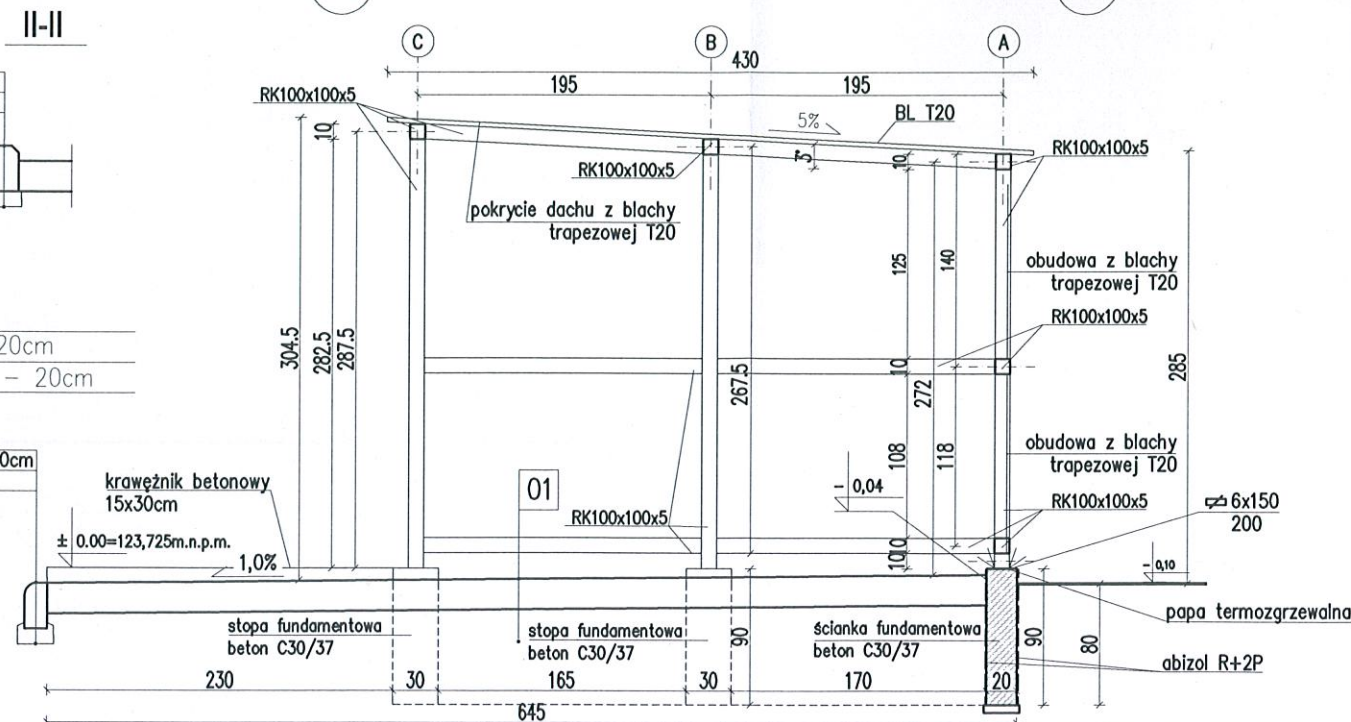 II-II
C
B
A
430
195
195
RK100x100x5
10
5%
BL T20
3°
10
RK100x100x5
RK100x100x5
pokrycie dachu z blachy
trapezowej T20
125
140
obudowa z blachy
trapezowej T20
RK100x100x5
304.5
282.5
287.5
267.5
10
272
285
20cm
- 20cm
0cm
krawężnik betonowy
15x30cm
± 0.00=123,725m.n.p.m.
1,0%
01
RK100x100x5
108
118
- 0,04
obudowa z blachy
trapezowej T20
RK100x100x5
6x150
200
10
10
- 0,10
stopa fundamentowa
beton C30/37
stopa fundamentowa
beton C30/37
90
ścianka fundamentowa
beton C30/37
90
80
papa termozgrzewalna
abizol R+2P
230
30
165
30
170
20
645